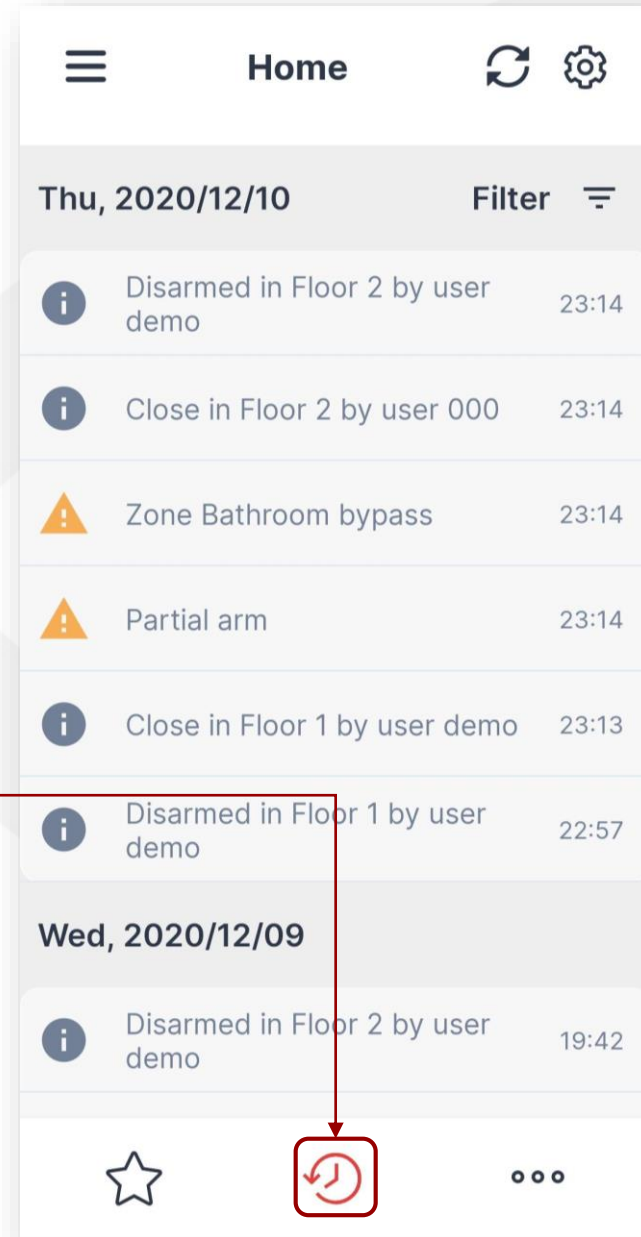 Home
Thu, 2020/12/10 Filter
Disarmed in Floor 2 by user
demo
23:14
Close in Floor 2 by user 000 23:14
Zone Bathroom bypass 23:14
Partial arm 23:14
Close in Floor 1 by user demo 23:13
Disarmed in Floor 1 by user
demo
22:57
Wed, 2020/12/09
Disarmed in Floor 2 by user
demo
19:42